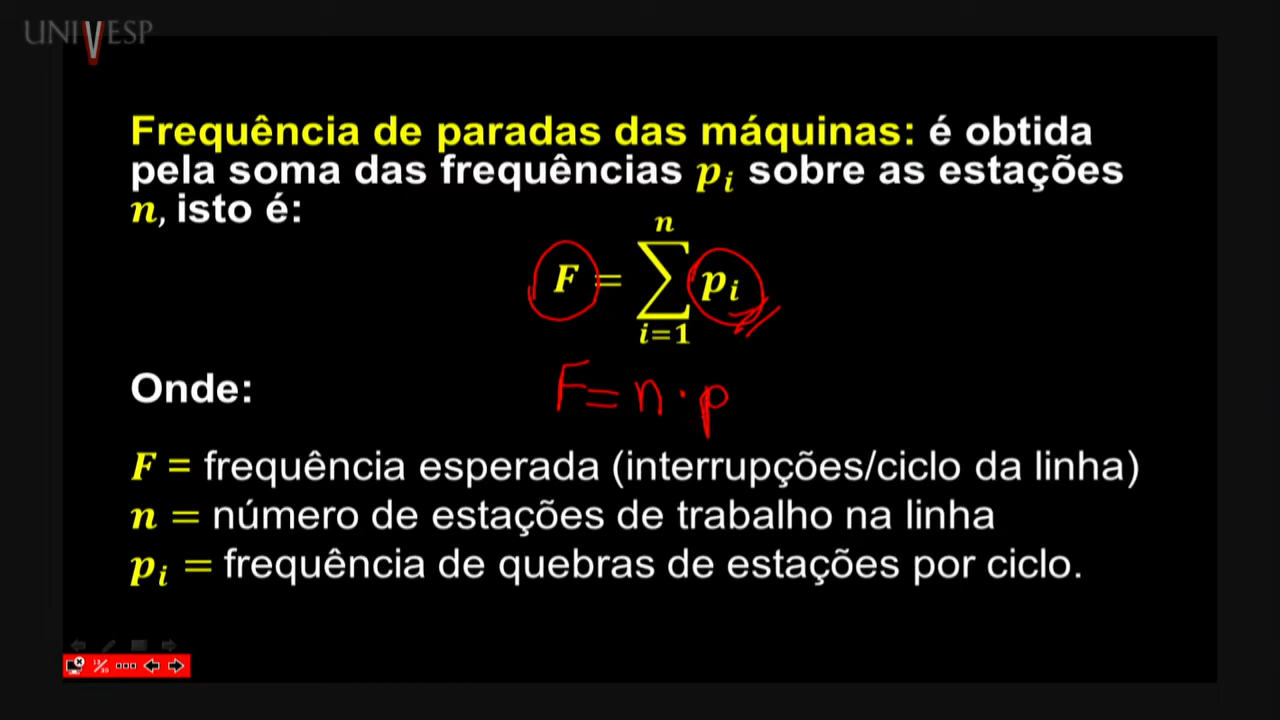 UNIVESP
Frequência de paradas das máquinas: é obtida
pela soma das frequências pᵢ sobre as estações
n, isto é:
n
F = ∑ pᵢ
i=1
F = n · p
Onde:
F = frequência esperada (interrupções/ciclo da linha)
n = número de estações de trabalho na linha
pᵢ = frequência de quebras de estações por ciclo.
13/39